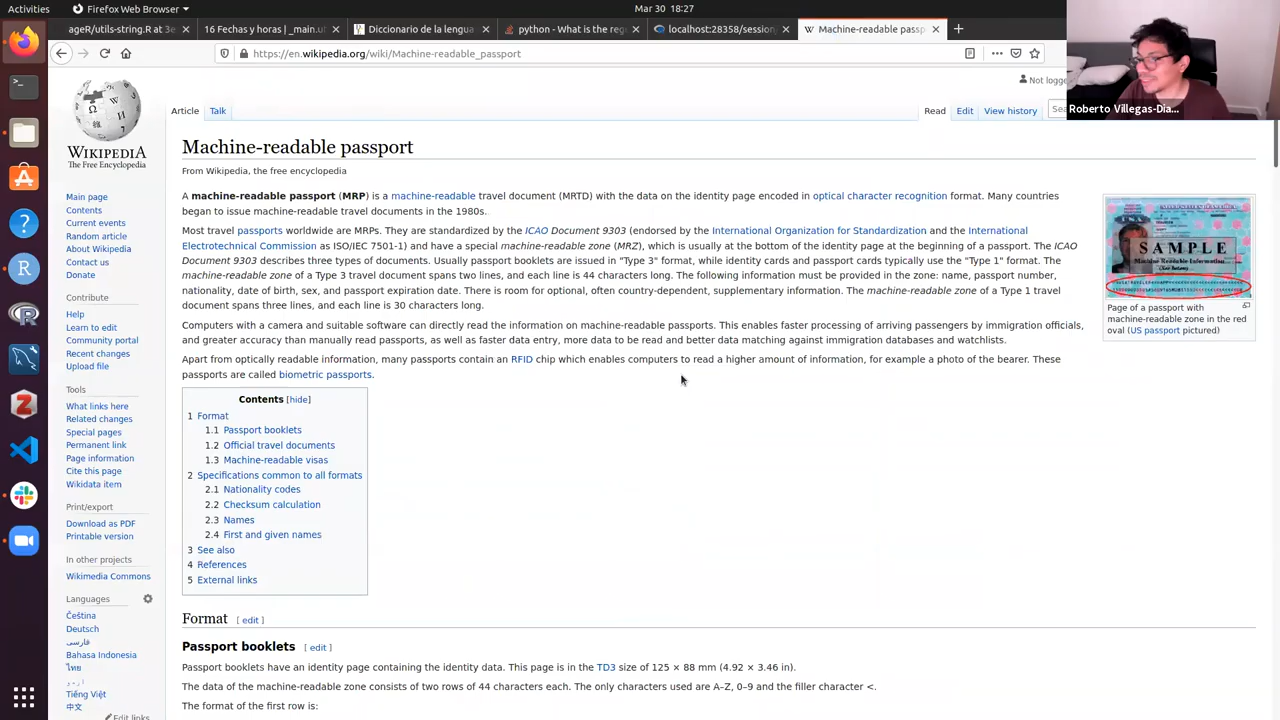 Activities
Firefox Web Browser
Mar 30 18:27
ageR/utils-string.R at 3e
16 Fechas y horas | _main.ut
Diccionario de la lengua
python - What is the reg
localhost:28358/session
Machine-readable passp
https://en.wikipedia.org/wiki/Machine-readable_passport
Not logge
Roberto Villegas-Dia...
Article
Talk
Read
Edit
View history
WIKIPEDIA
The Free Encyclopedia
Machine-readable passport
From Wikipedia, the free encyclopedia
A machine-readable passport (MRP) is a machine-readable travel document (MRTD) with the data on the identity page encoded in optical character recognition format. Many countries
began to issue machine-readable travel documents in the 1980s.
Most travel passports worldwide are MRPs. They are standardized by the ICAO Document 9303 (endorsed by the International Organization for Standardization and the International
Electrotechnical Commission as ISO/IEC 7501-1) and have a special machine-readable zone (MRZ), which is usually at the bottom of the identity page at the beginning of a passport. The ICAO
Document 9303 describes three types of documents. Usually passport booklets are issued in "Type 3" format, while identity cards and passport cards typically use the "Type 1" format. The
machine-readable zone of a Type 3 travel document spans two lines, and each line is 44 characters long. The following information must be provided in the zone: name, passport number,
nationality, date of birth, sex, and passport expiration date. There is room for optional, often country-dependent, supplementary information. The machine-readable zone of a Type 1 travel
document spans three lines, and each line is 30 characters long.
Computers with a camera and suitable software can directly read the information on machine-readable passports. This enables faster processing of arriving passengers by immigration officials,
and greater accuracy than manually read passports, as well as faster data entry, more data to be read and better data matching against immigration databases and watchlists.
Apart from optically readable information, many passports contain an RFID chip which enables computers to read a higher amount of information, for example a photo of the bearer. These
passports are called biometric passports.
SAMPLE
Page of a passport with
machine-readable zone in the red
oval (US passport pictured)
Main page
Contents
Current events
Random article
About Wikipedia
Contact us
Donate
Contribute
Help
Learn to edit
Community portal
Recent changes
Upload file
Tools
What links here
Related changes
Special pages
Permanent link
Page information
Cite this page
Wikidata item
Print/export
Download as PDF
Printable version
In other projects
Wikimedia Commons
Languages
Čeština
Deutsch
فارسی
Bahasa Indonesia
ไทย
اردو
Tiếng Việt
中文
Edit links
Contents [hide]
1 Format
1.1 Passport booklets
1.2 Official travel documents
1.3 Machine-readable visas
2 Specifications common to all formats
2.1 Nationality codes
2.2 Checksum calculation
2.3 Names
2.4 First and given names
3 See also
4 References
5 External links
Format [ edit ]
Passport booklets [ edit ]
Passport booklets have an identity page containing the identity data. This page is in the TD3 size of 125 × 88 mm (4.92 × 3.46 in).
The data of the machine-readable zone consists of two rows of 44 characters each. The only characters used are A–Z, 0–9 and the filler character <.
The format of the first row is: